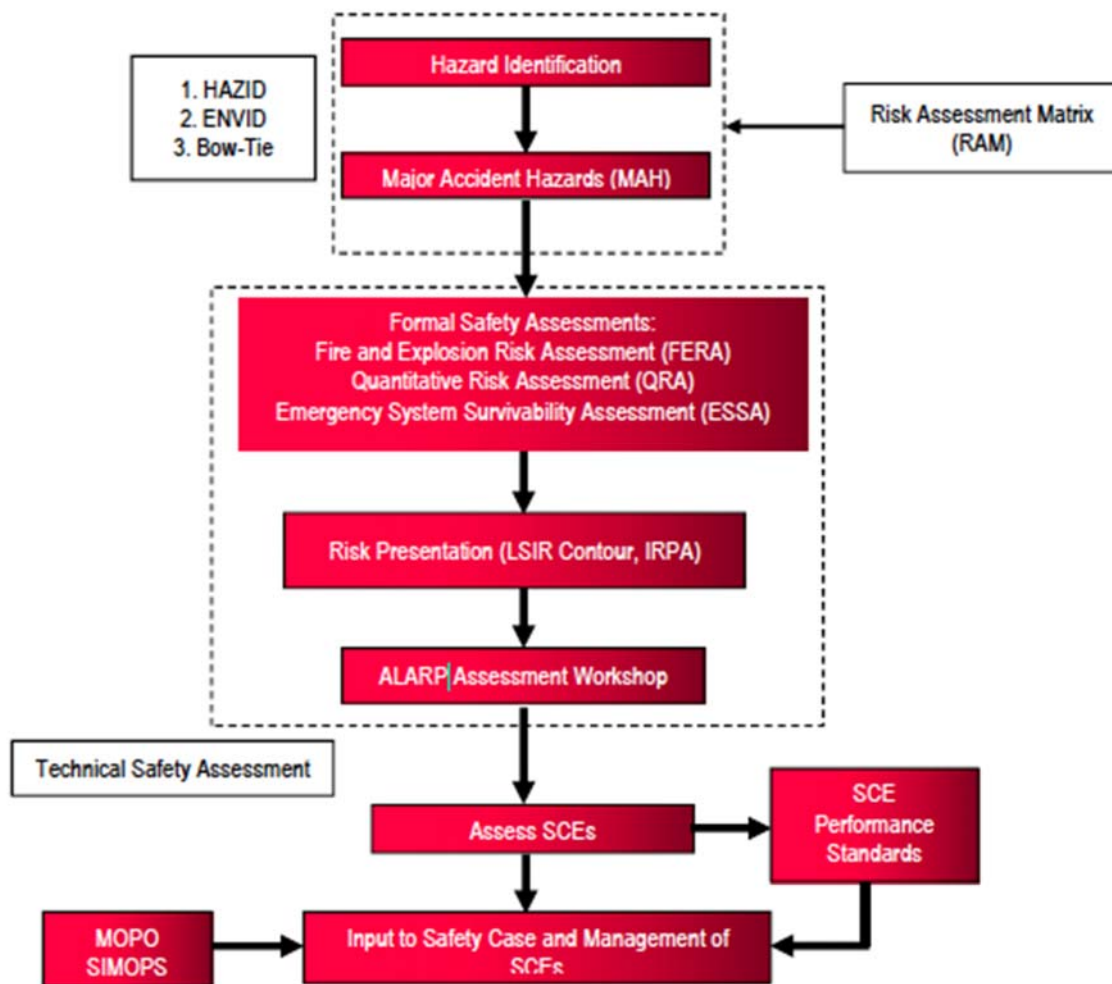 Hazard Identification
1. HAZID
2. ENVID
3. Bow-Tie
Risk Assessment Matrix
(RAM)
Major Accident Hazards (MAH)
Formal Safety Assessments:
Fire and Explosion Risk Assessment (FERA)
Quantitative Risk Assessment (QRA)
Emergency System Survivability Assessment (ESSA)
Risk Presentation (LSIR Contour, IRPA)
ALARP Assessment Workshop
Technical Safety Assessment
Assess SCEs
SCE
Performance
Standards
MOPO
SIMOPS
Input to Safety Case and Management of
SCEs